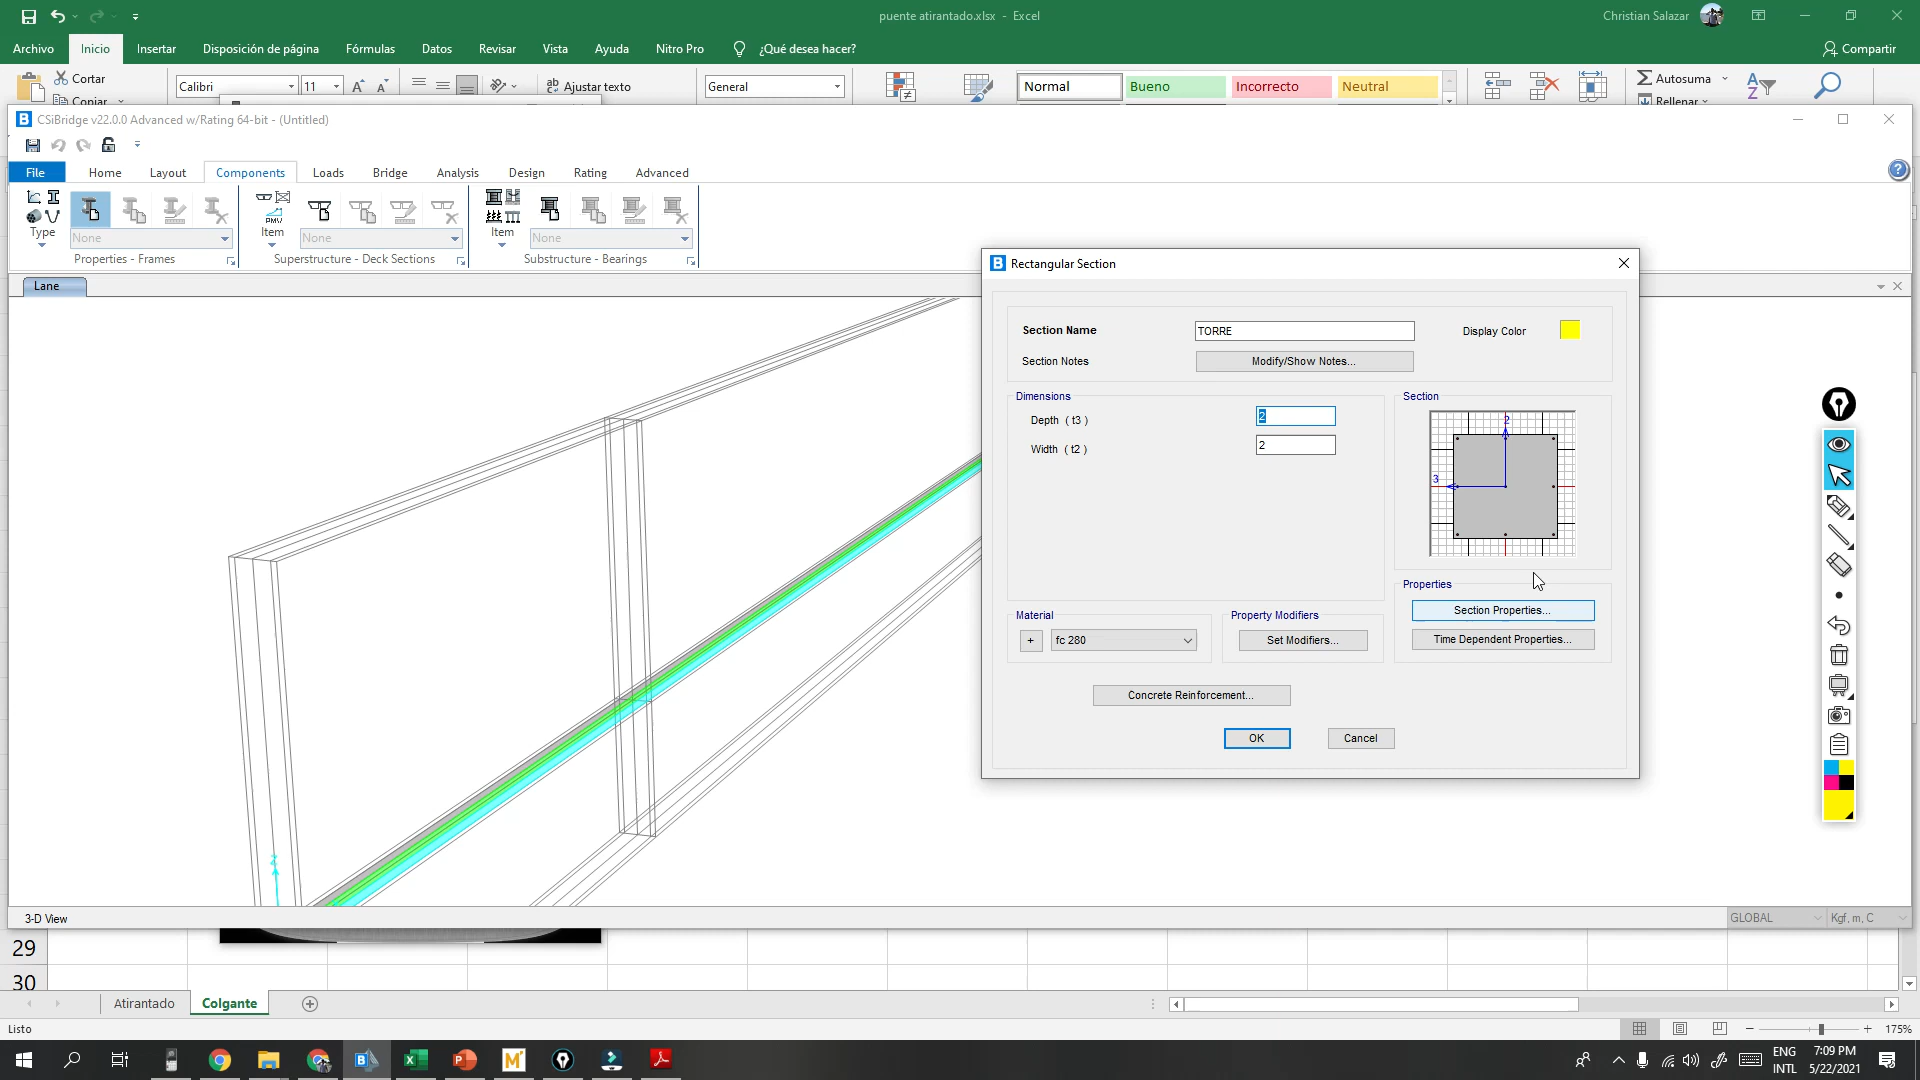 puente atirantado.xlsx - Excel
Christian Salazar
Archivo Inicio Insertar Disposición de página Fórmulas Datos Revisar Vista Ayuda Nitro Pro ¿Qué desea hacer? Compartir
Cortar
Copiar
Calibri 11
Ajustar texto
General
Normal Bueno Incorrecto Neutral
Autosuma
Rellenar
CSiBridge v22.0.0 Advanced w/Rating 64-bit - (Untitled)
File Home Layout Components Loads Bridge Analysis Design Rating Advanced
Type
None
Properties - Frames
PMV
Item
None
Superstructure - Deck Sections
Item
None
Substructure - Bearings
Lane
Rectangular Section
Section Name TORRE Display Color
Section Notes Modify/Show Notes...
Dimensions
Depth ( t3 ) 2
Width ( t2 ) 2
Section
2
3
Properties
Section Properties...
Time Dependent Properties...
Material
+ fc 280
Property Modifiers
Set Modifiers...
Concrete Reinforcement...
OK Cancel
Z
3-D View
GLOBAL Kgf, m, C
29
30
Atirantado Colgante
Listo
175%
ENG
INTL
7:09 PM
5/22/2021